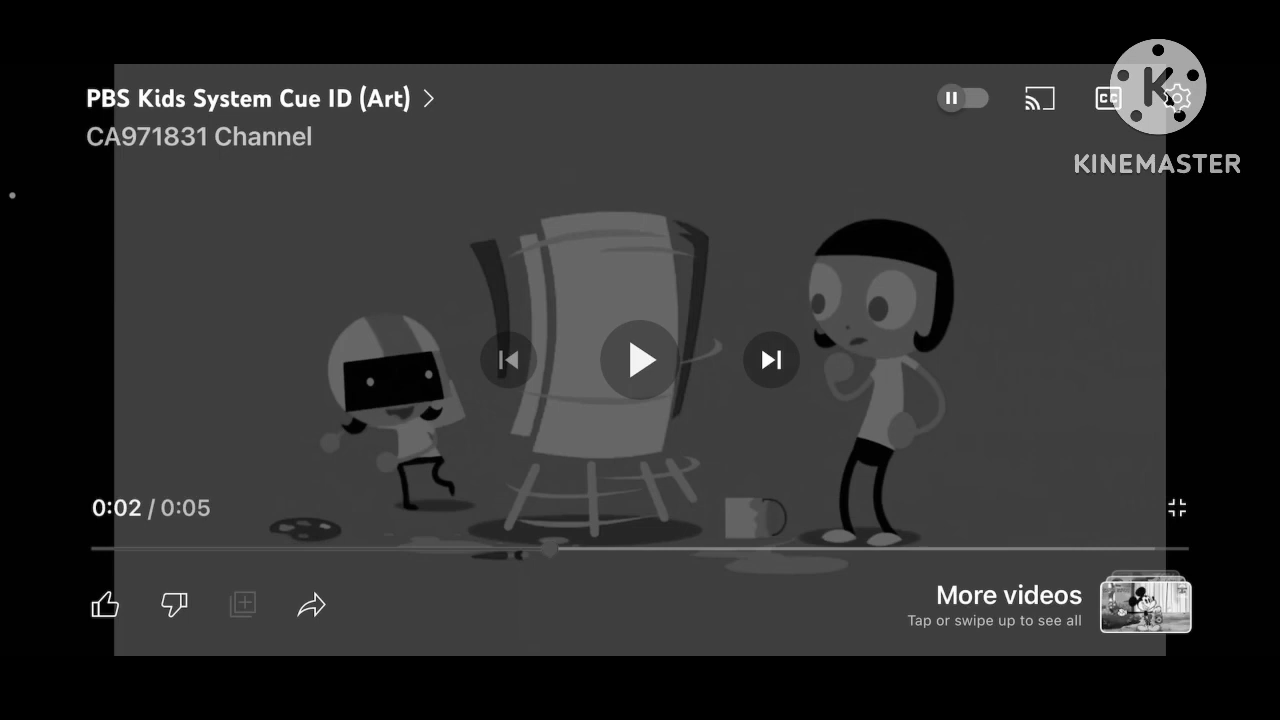 PBS Kids System Cue ID (Art)
CA971831 Channel
CC
K
KINEMASTER
0:02 / 0:05
More videos
Tap or swipe up to see all